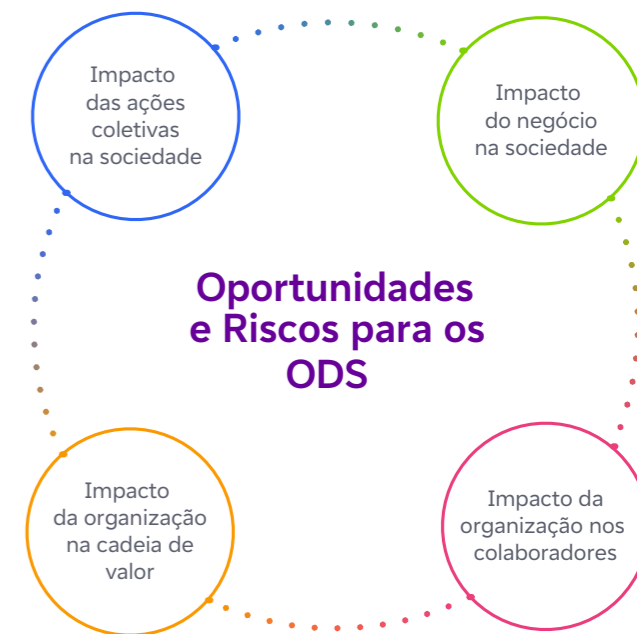 Impacto
das ações
coletivas
na sociedade
Impacto
do negócio
na sociedade
Oportunidades
e Riscos para os
ODS
Impacto
da organização
na cadeia de
valor
Impacto da
organização nos
colaboradores